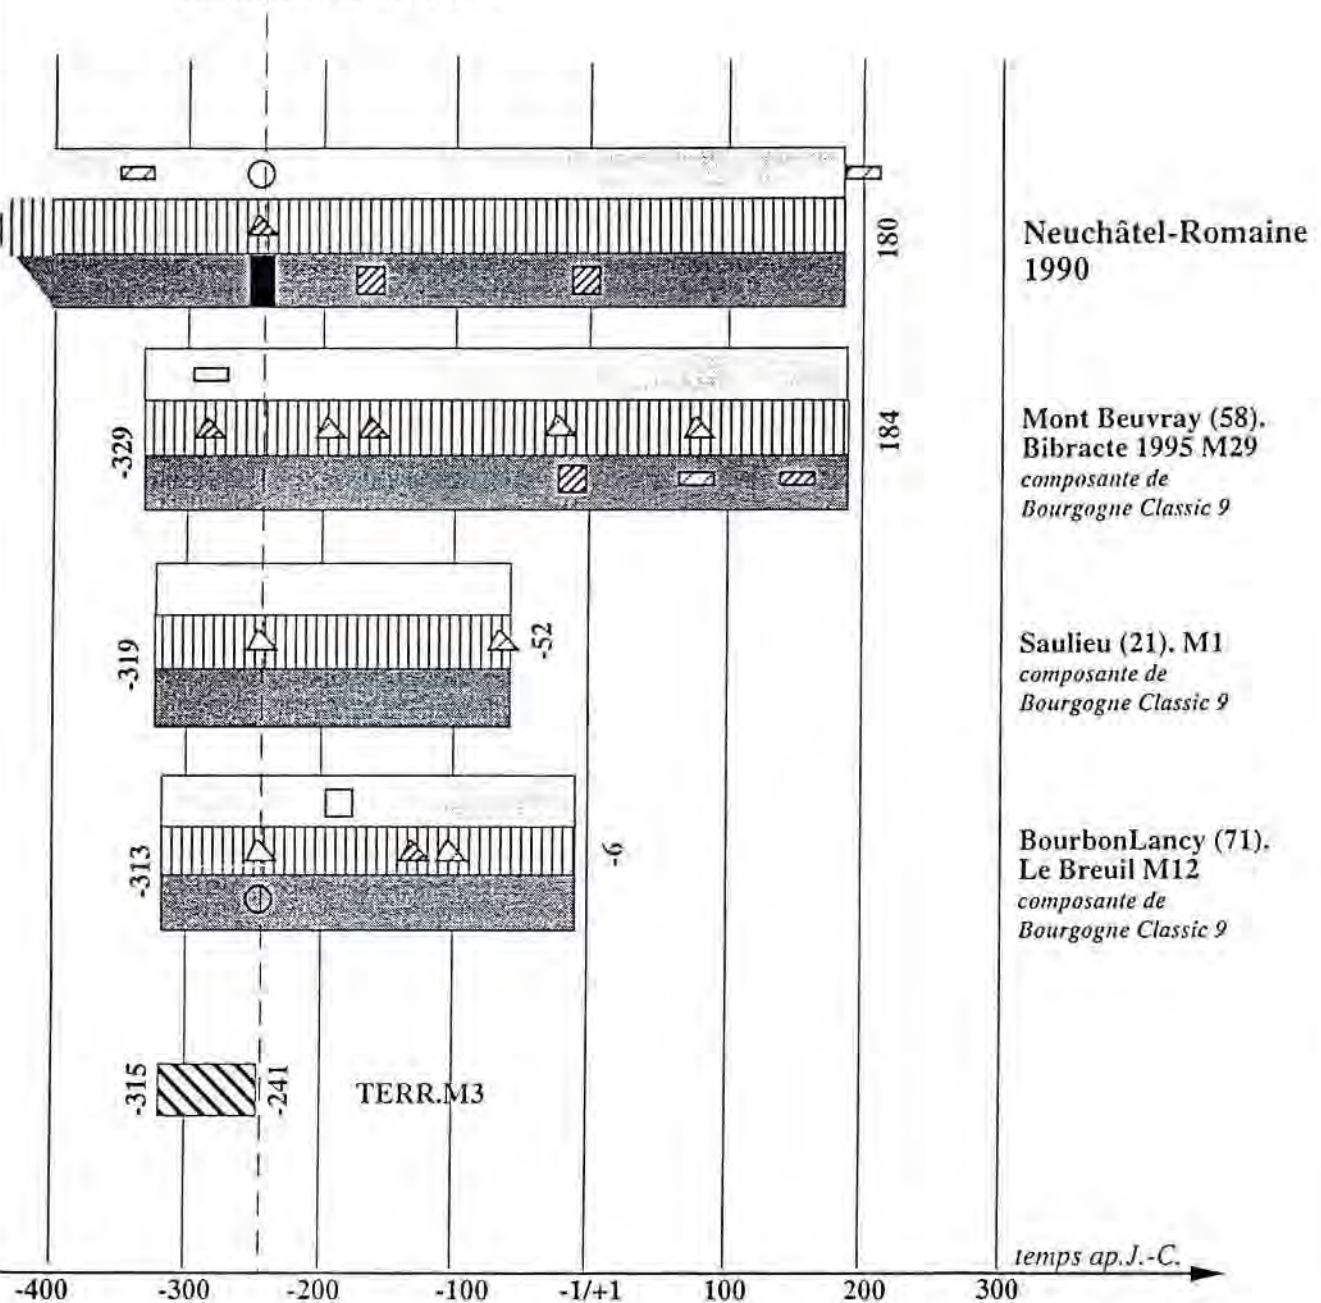 180
Neuchâtel-Romaine
1990
-329
184
Mont Beuvray (58).
Bibracte 1995 M29
composante de
Bourgogne Classic 9
-319
-52
Saulieu (21). M1
composante de
Bourgogne Classic 9
-313
-6
BourbonLancy (71).
Le Breuil M12
composante de
Bourgogne Classic 9
-315
-241
TERR.M3
temps ap.J.-C.
-400 -300 -200 -100 -1/+1 100 200 300